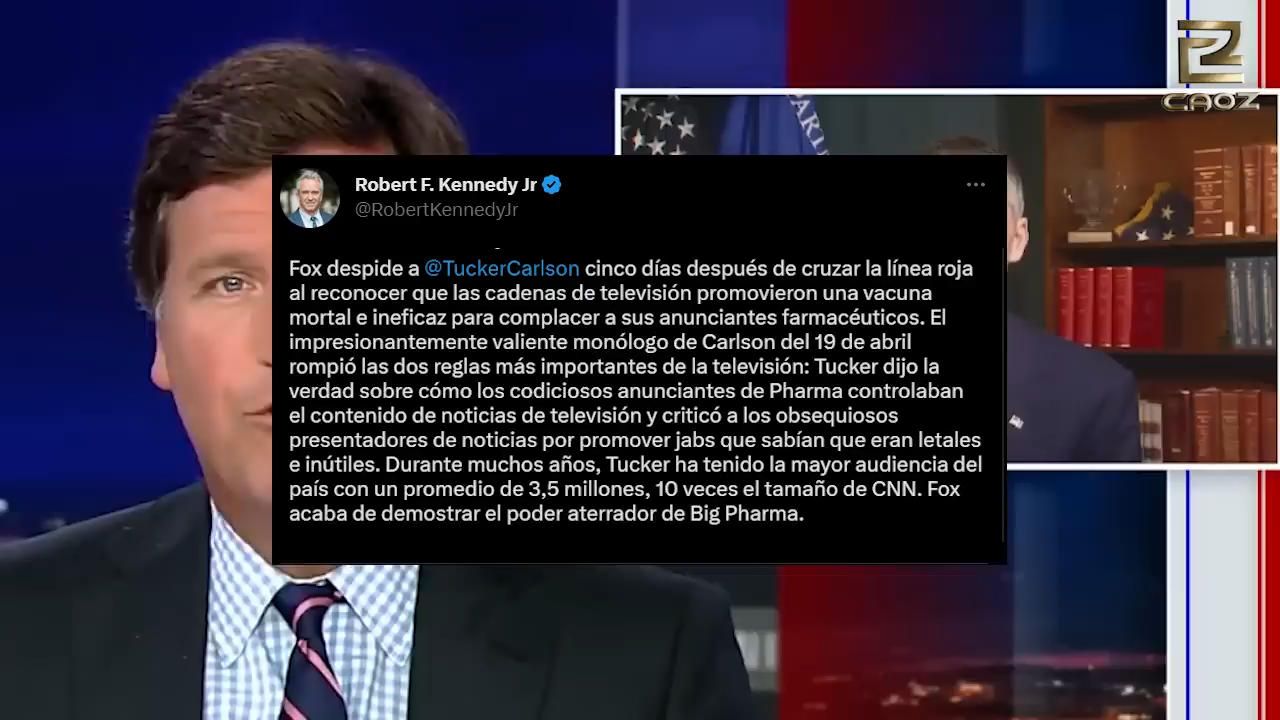 CAOZ
ARI
Robert F. Kennedy Jr
@RobertKennedyJr
Fox despide a @TuckerCarlson cinco días después de cruzar la línea roja
al reconocer que las cadenas de televisión promovieron una vacuna
mortal e ineficaz para complacer a sus anunciantes farmacéuticos. El
impresionantemente valiente monólogo de Carlson del 19 de abril
rompió las dos reglas más importantes de la televisión: Tucker dijo la
verdad sobre cómo los codiciosos anunciantes de Pharma controlaban
el contenido de noticias de televisión y criticó a los obsequiosos
presentadores de noticias por promover jabs que sabían que eran letales
e inútiles. Durante muchos años, Tucker ha tenido la mayor audiencia del
país con un promedio de 3,5 millones, 10 veces el tamaño de CNN. Fox
acaba de demostrar el poder aterrador de Big Pharma.